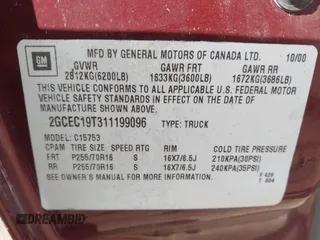 GM
MFD BY GENERAL MOTORS OF CANADA LTD. 10/00
GVWR GAWR FRT GAWR RR
2812KG(6200LB) 1633KG(3600LB) 1672KG(3686LB)
THIS VEHICLE CONFORMS TO ALL APPLICABLE U.S. FEDERAL
MOTOR VEHICLE SAFETY STANDARDS IN EFFECT ON THE DATE OF
MANUFACTURE SHOWN ABOVE.
2GCEC19T311199096 TYPE: TRUCK
MODEL: C15753
CPAM TIRE SIZE SPEED RTG RIM COLD TIRE PRESSURE
FRT P255/70R16 S 16X7/6.5J 210KPA(30PSI)
RR P255/70R16 S 16X7/6.5J 240KPA(35PSI)
SEE OWNER'S MANUAL FOR MORE INFORMATION.
DREAMBID